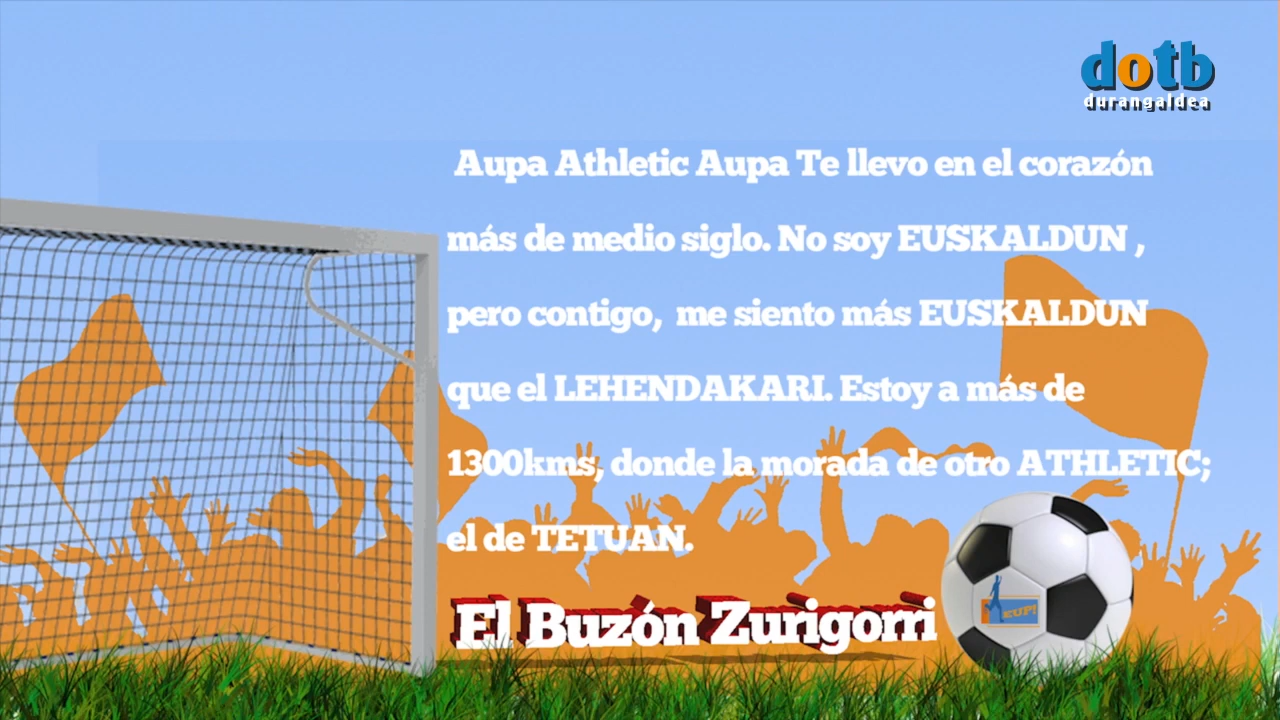 dotb
durangaldea
Aupa Athletic Aupa Te llevo en el corazón
más de medio siglo. No soy EUSKALDUN ,
pero contigo, me siento más EUSKALDUN
que el LEHENDAKARI. Estoy a más de
1300kms, donde la morada de otro ATHLETIC;
el de TETUAN.
El Buzón Zurigorri
EUP!